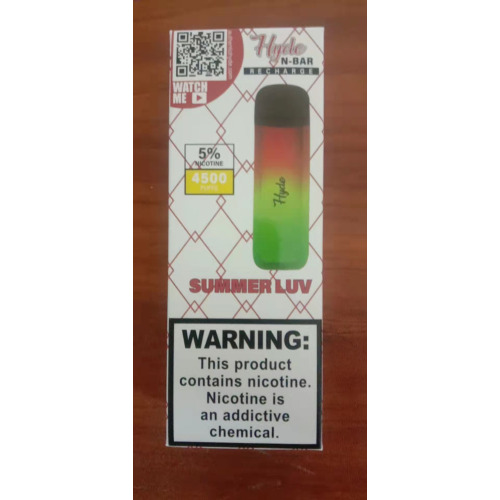 Hyde
N-BAR
RECHARGE
WATCH
ME
5%
NICOTINE
4500
PUFFS
Hyde
SUMMER LUV
WARNING:
This product
contains nicotine.
Nicotine is
an addictive
chemical.